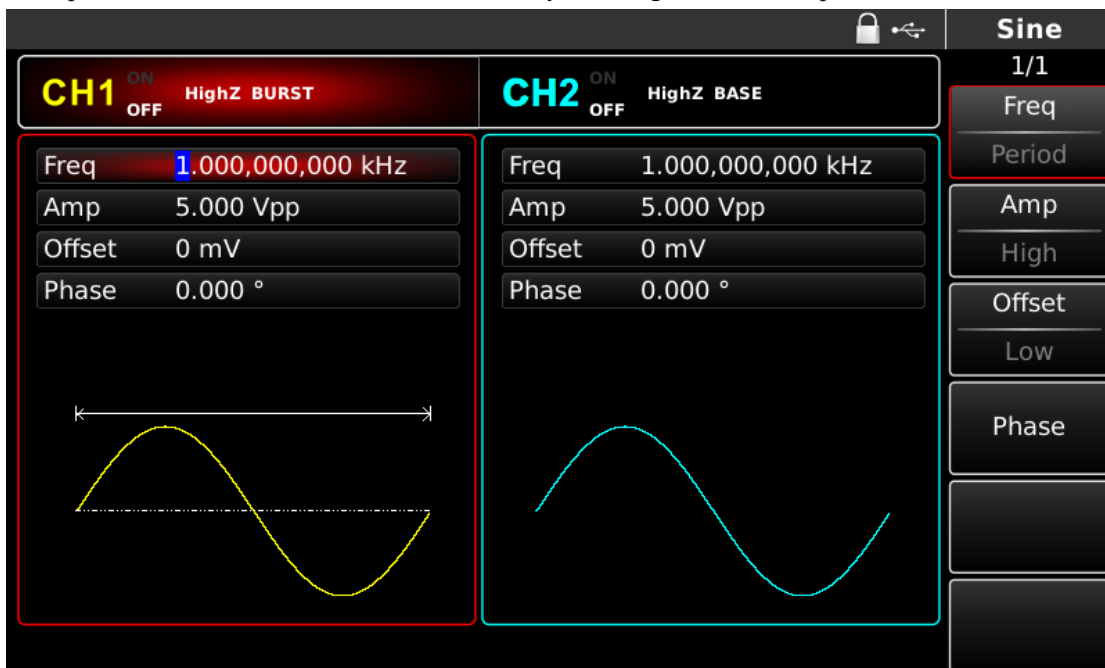 Sine
1/1
CH1 ON OFF HighZ BURST
CH2 ON OFF HighZ BASE
Freq 1.000,000,000 kHz
Amp 5.000 Vpp
Offset 0 mV
Phase 0.000 °
Freq 1.000,000,000 kHz
Amp 5.000 Vpp
Offset 0 mV
Phase 0.000 °
Freq
Period
Amp
High
Offset
Low
Phase